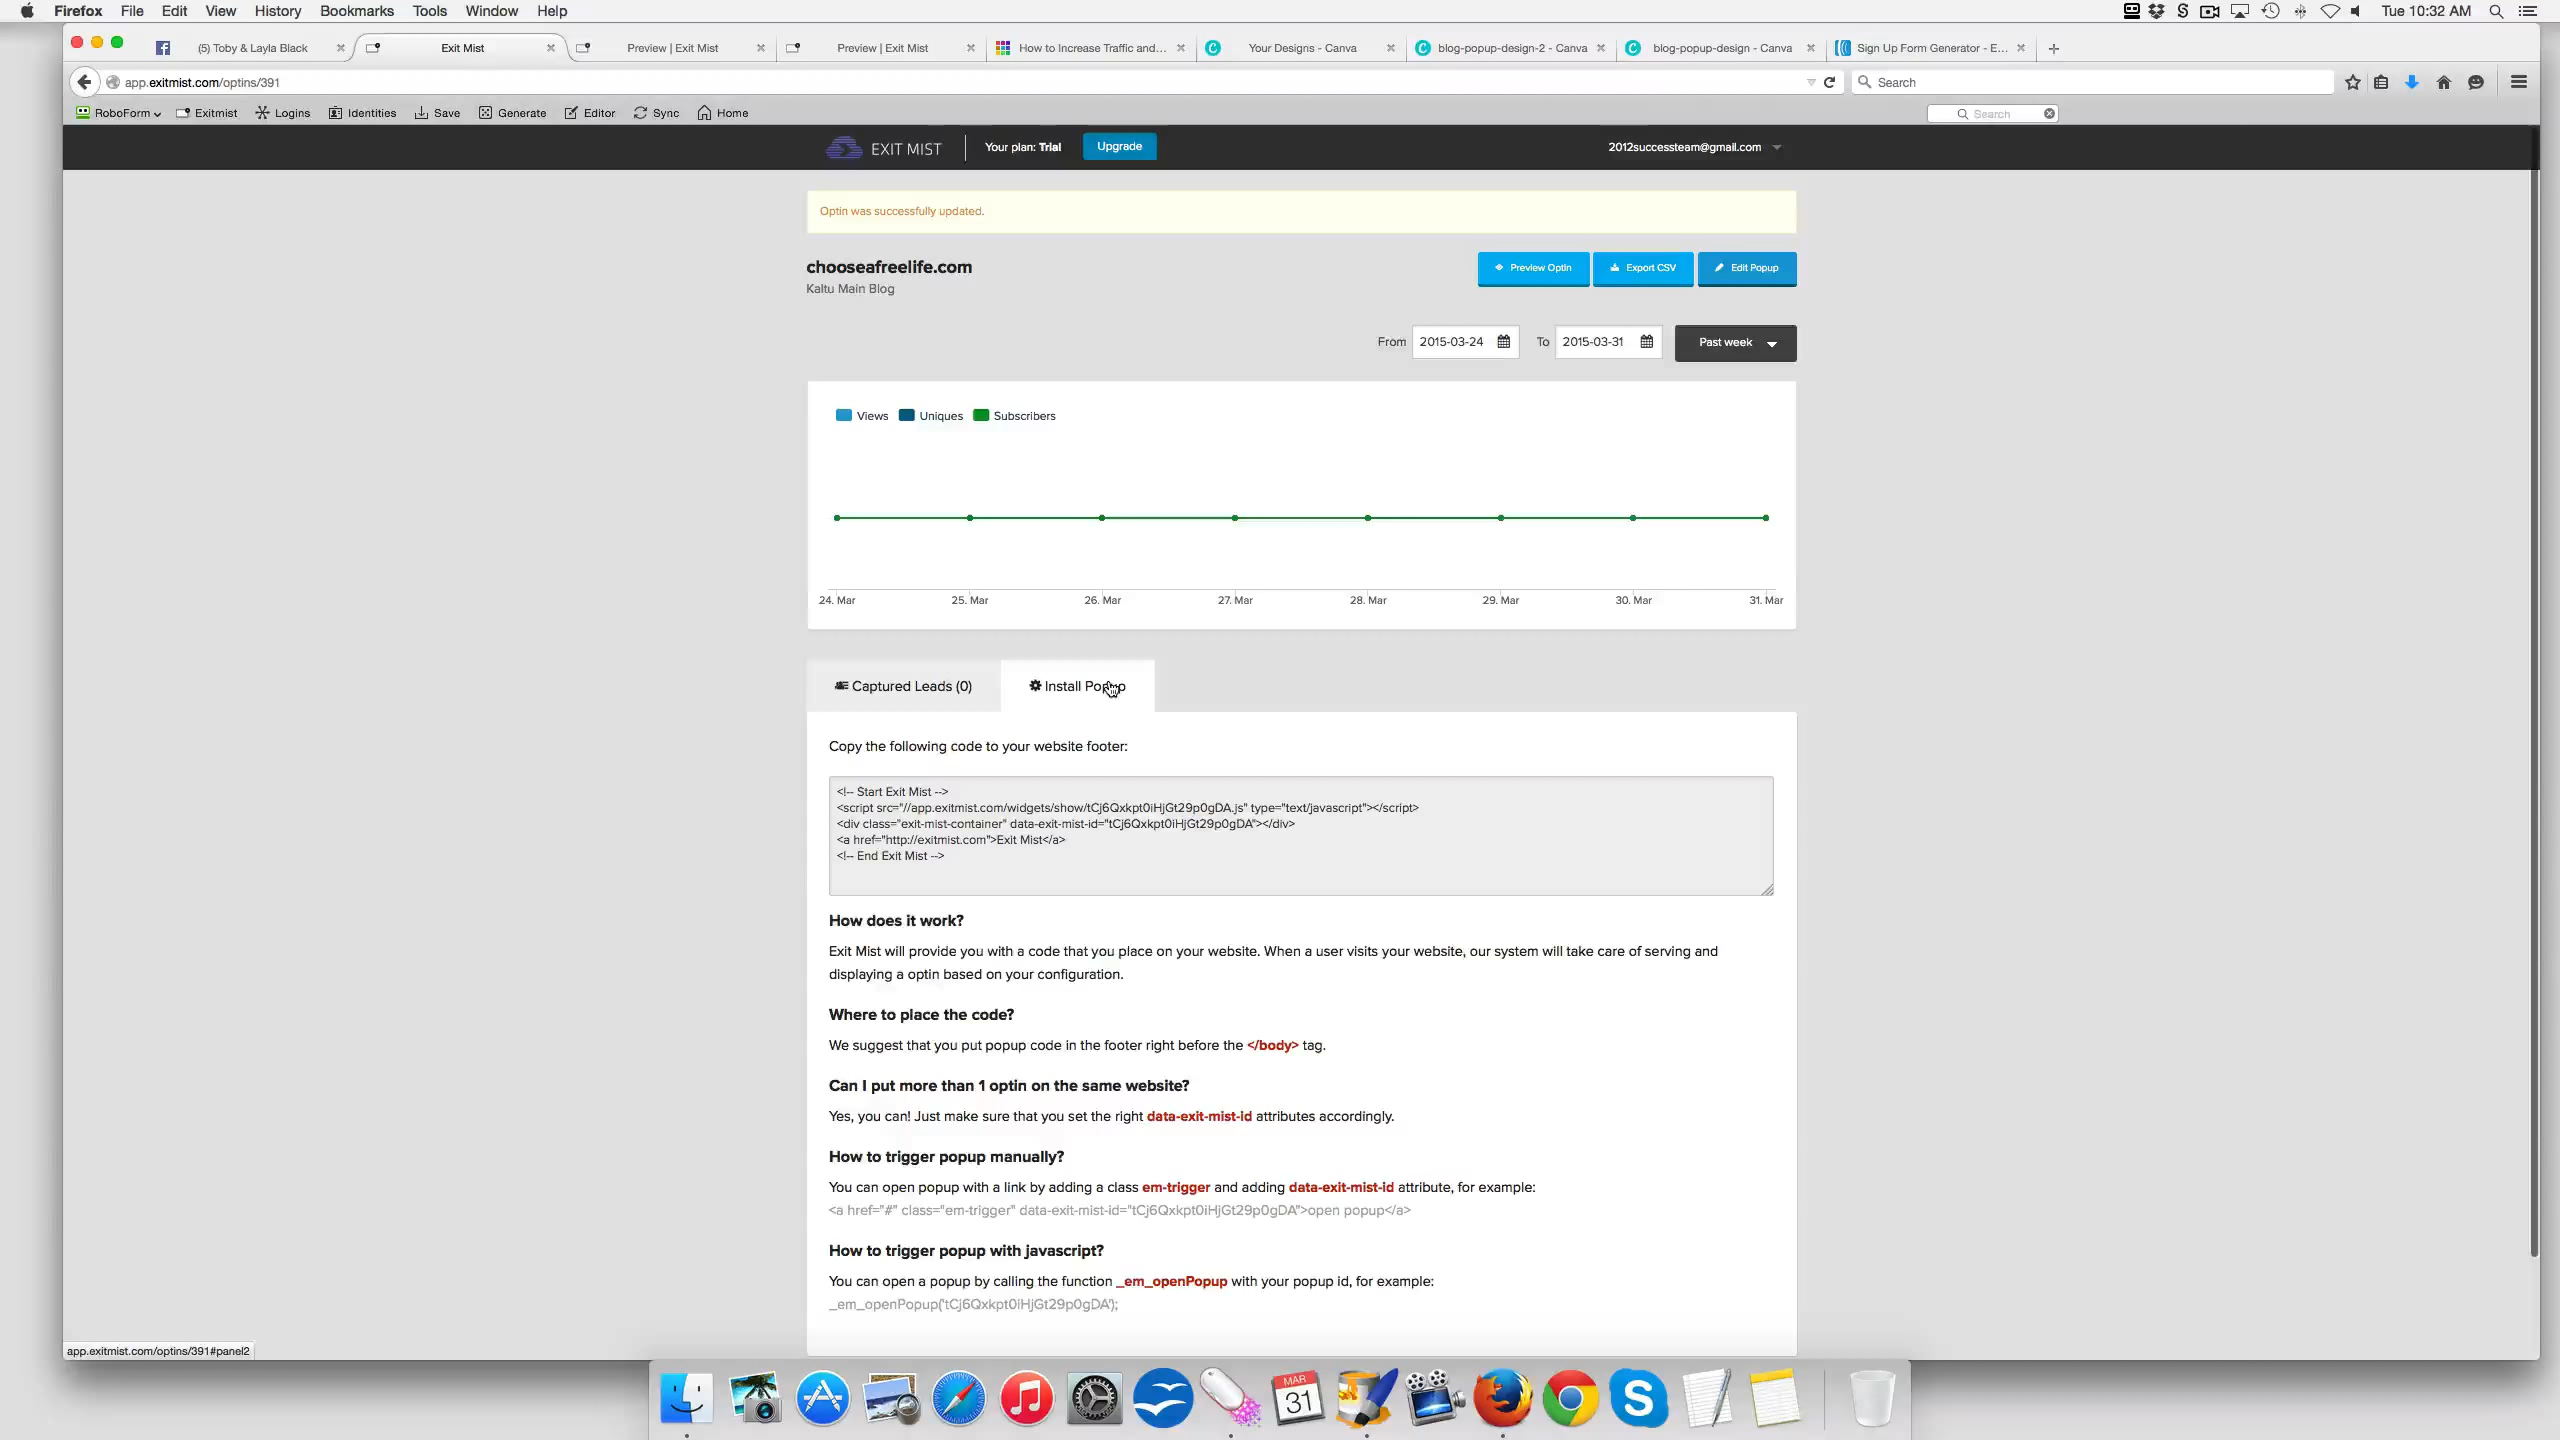 Firefox File Edit View History Bookmarks Tools Window Help Tue 10:32 AM
(5) Toby & Layla Black Exit Mist Preview | Exit Mist Preview | Exit Mist How to Increase Traffic and... Your Designs - Canva blog-popup-design-2 - Canva blog-popup-design - Canva Sign Up Form Generator - E...
app.exitmist.com/optins/391 Search
RoboForm Exitmist Logins Identities Save Generate Editor Sync Home Search
EXIT MIST Your plan: Trial Upgrade 2012successteam@gmail.com
Optin was successfully updated.
chooseafreelife.com
Kaltu Main Blog
Preview Optin Export CSV Edit Popup
From 2015-03-24 To 2015-03-31 Past week
Views Uniques Subscribers
24. Mar 25. Mar 26. Mar 27. Mar 28. Mar 29. Mar 30. Mar 31. Mar
Captured Leads (0) Install Popup
Copy the following code to your website footer:
<!-- Start Exit Mist -->
<script src="//app.exitmist.com/widgets/show/tCj6Qxkpt0iHjGt29p0gDA.js" type="text/javascript"></script>
<div class="exit-mist-container" data-exit-mist-id="tCj6Qxkpt0iHjGt29p0gDA"></div>
<a href="http://exitmist.com">Exit Mist</a>
<!-- End Exit Mist -->
How does it work?
Exit Mist will provide you with a code that you place on your website. When a user visits your website, our system will take care of serving and
displaying a optin based on your configuration.
Where to place the code?
We suggest that you put popup code in the footer right before the </body> tag.
Can I put more than 1 optin on the same website?
Yes, you can! Just make sure that you set the right data-exit-mist-id attributes accordingly.
How to trigger popup manually?
You can open popup with a link by adding a class em-trigger and adding data-exit-mist-id attribute, for example:
<a href="#" class="em-trigger" data-exit-mist-id="tCj6Qxkpt0iHjGt29p0gDA">open popup</a>
How to trigger popup with javascript?
You can open a popup by calling the function _em_openPopup with your popup id, for example:
_em_openPopup('tCj6Qxkpt0iHjGt29p0gDA');
app.exitmist.com/optins/391#panel2
MAR
31